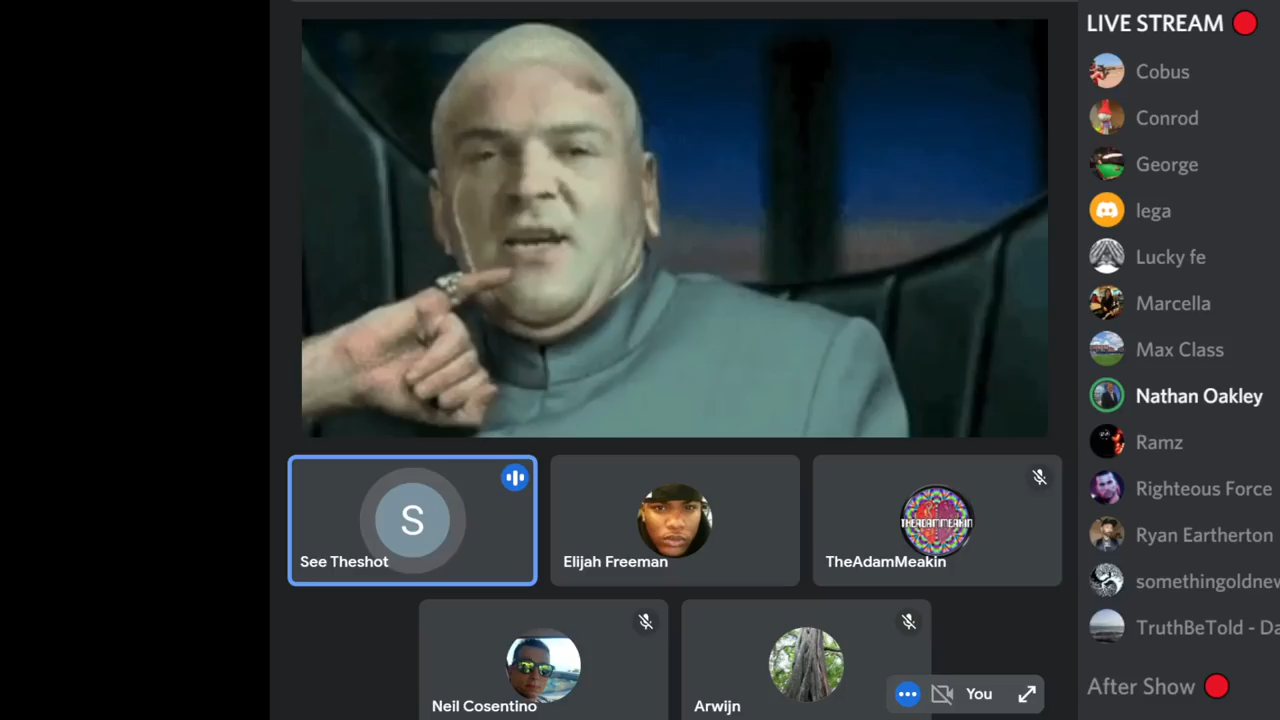 LIVE STREAM
Cobus
Conrod
George
lega
Lucky fe
Marcella
Max Class
Nathan Oakley
Ramz
Righteous Force
Ryan Eartherton
somethingoldnew
TruthBeTold - Da
After Show
S
See Theshot
Elijah Freeman
THEADAMMEAKIN
TheAdamMeakin
Neil Cosentino
Arwijn
You